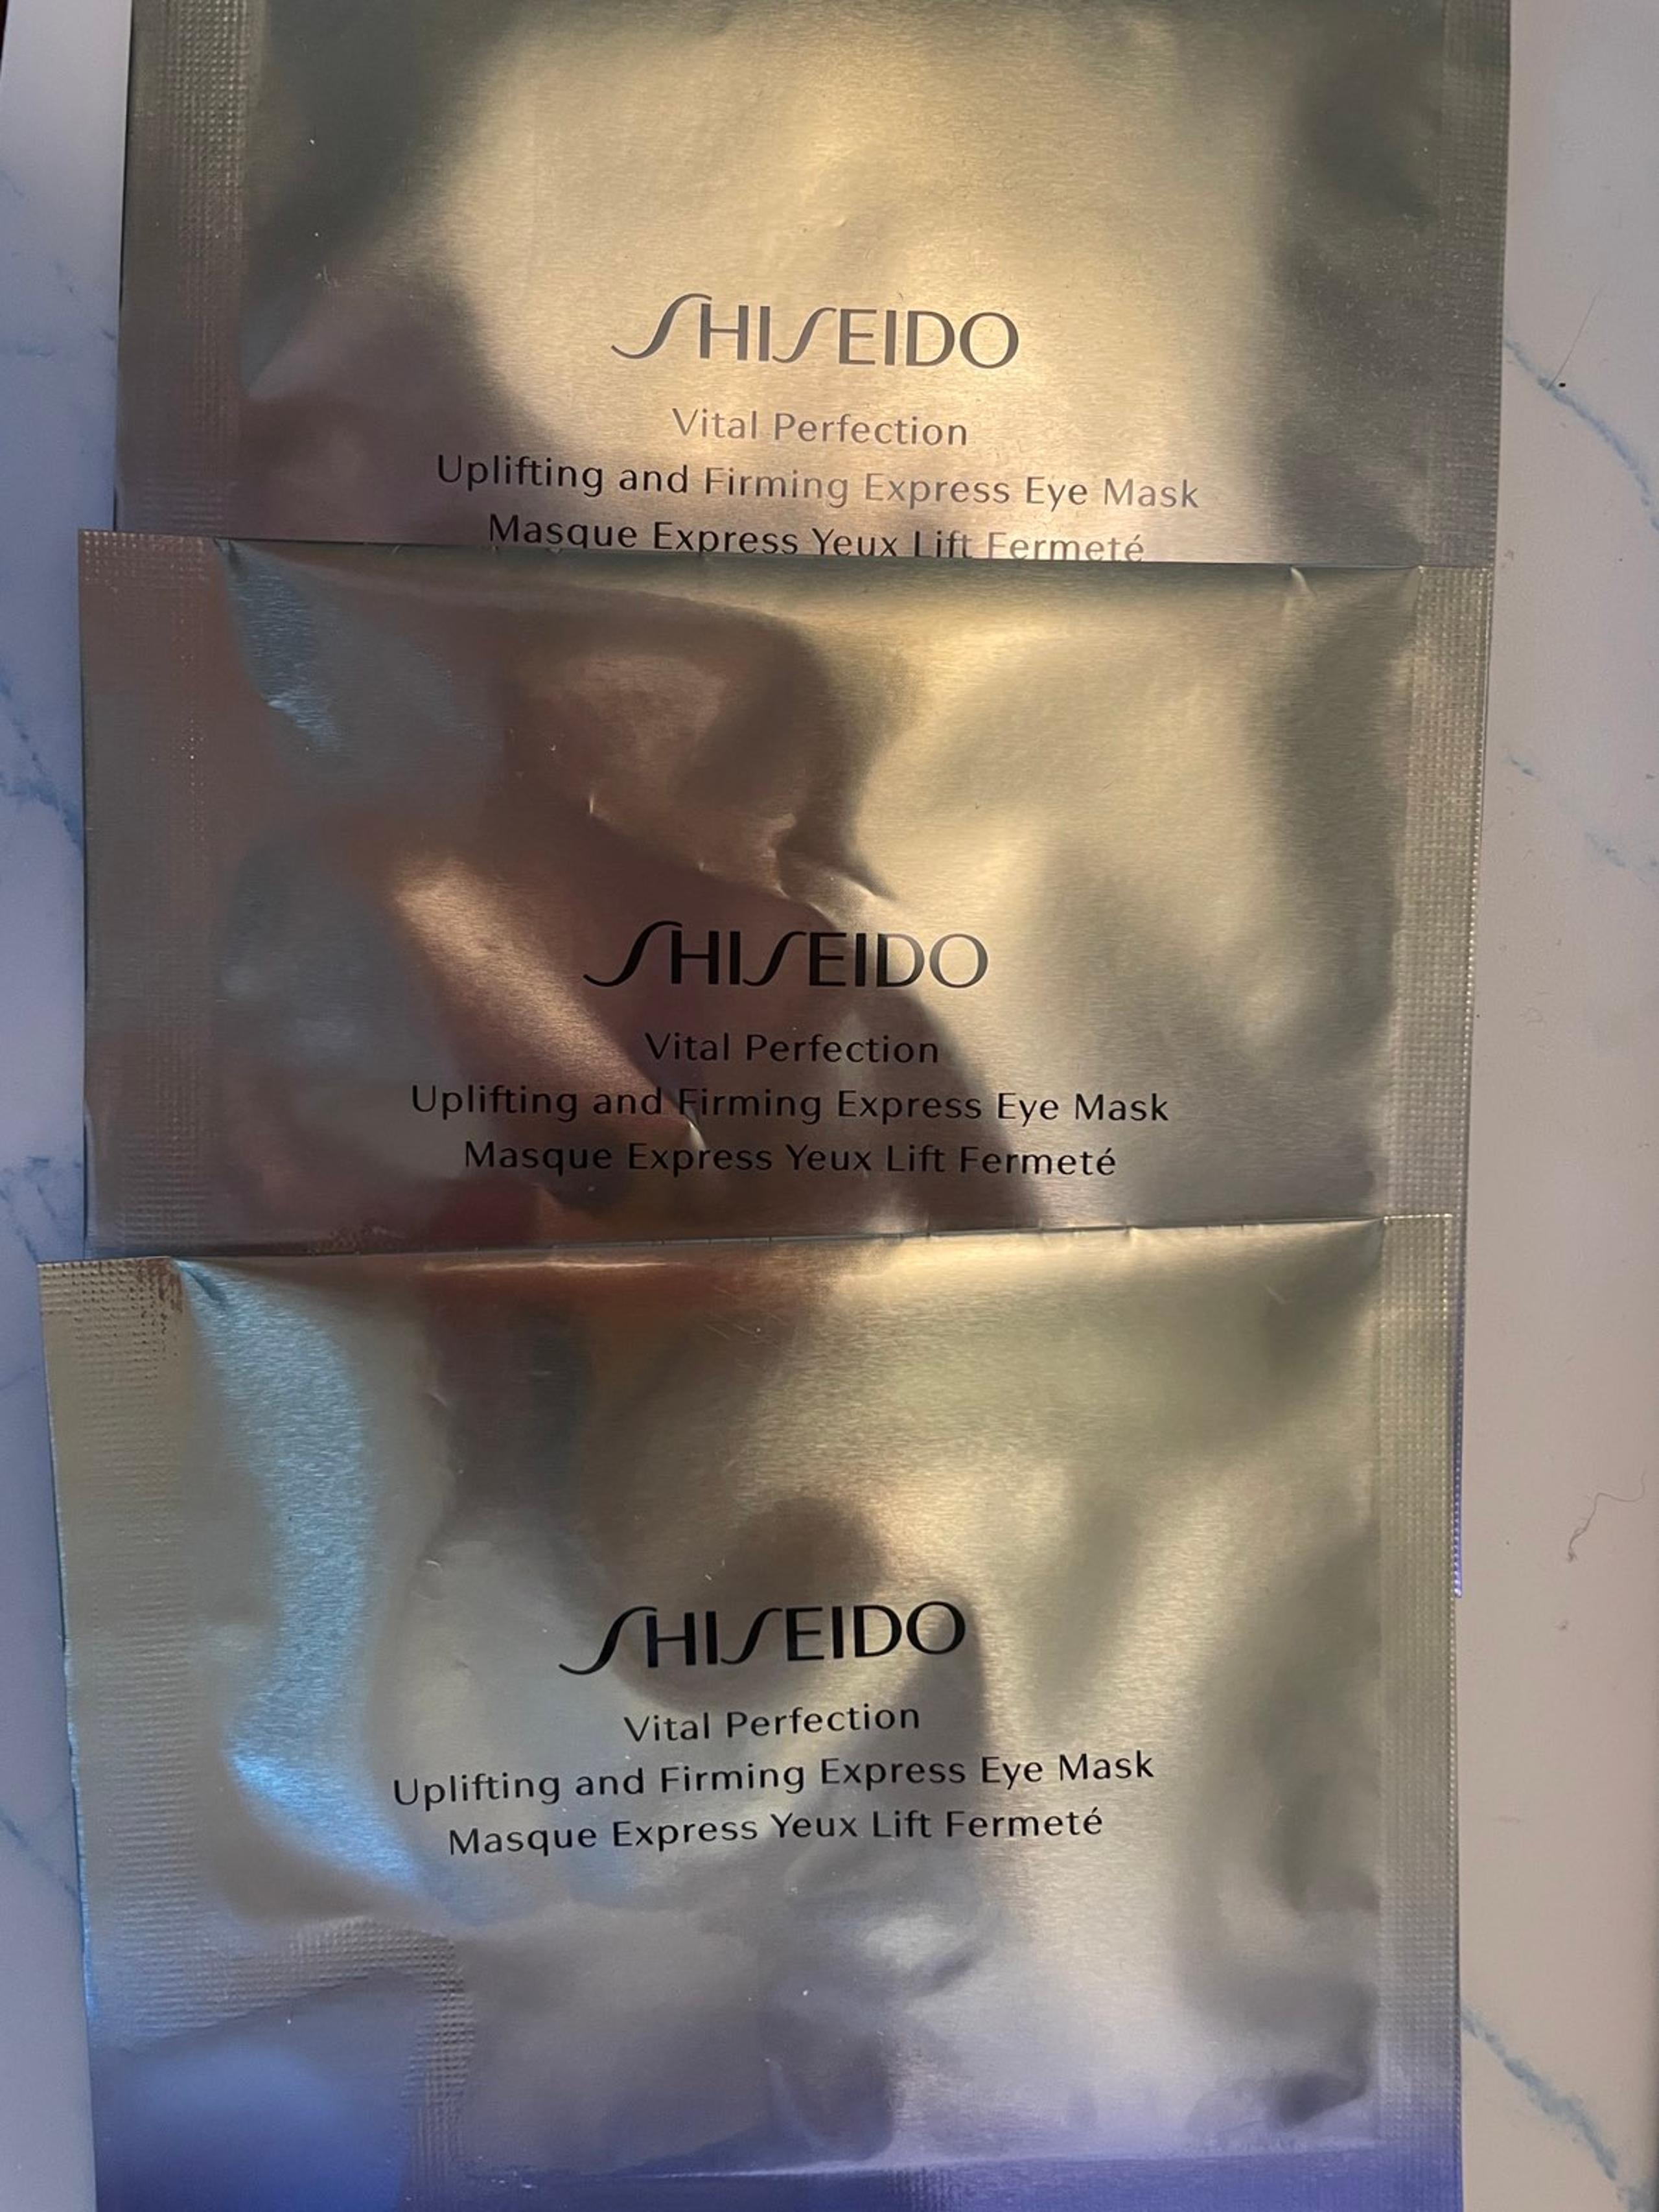 SHISEIDO
Vital Perfection
Uplifting and Firming Express Eye Mask
Masque Express Yeux Lift Fermeté
SHISEIDO
Vital Perfection
Uplifting and Firming Express Eye Mask
Masque Express Yeux Lift Fermeté
SHISEIDO
Vital Perfection
Uplifting and Firming Express Eye Mask
Masque Express Yeux Lift Fermeté